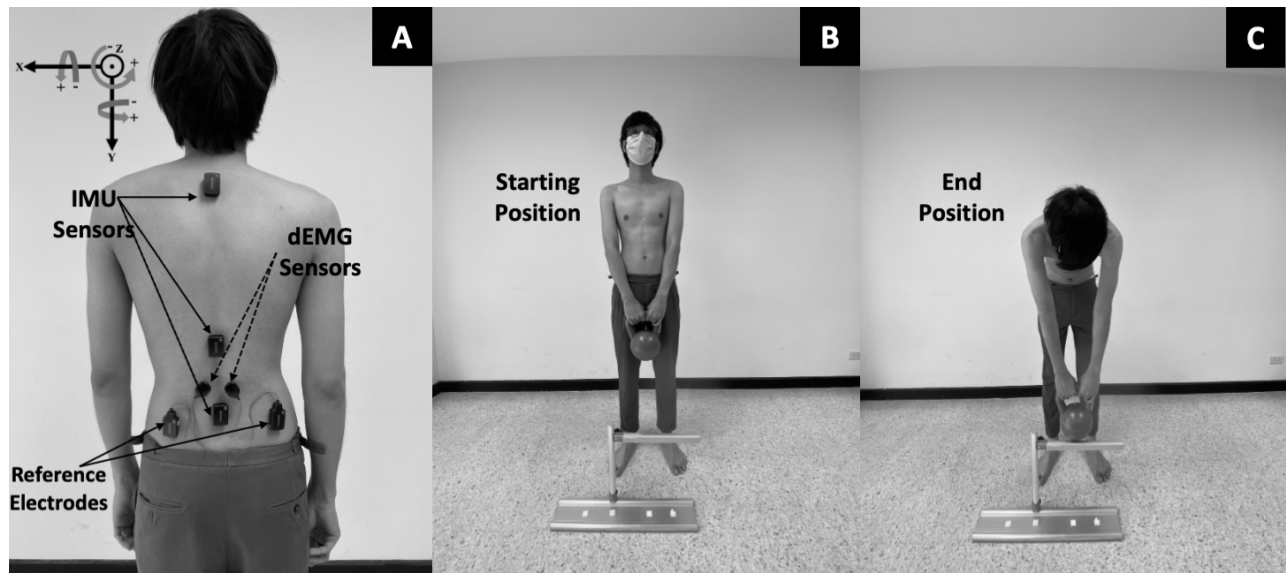 A
- Z
X
+
+ -
-
+
Y
IMU
Sensors
dEMG
Sensors
Reference
Electrodes
B
Starting
Position
C
End
Position